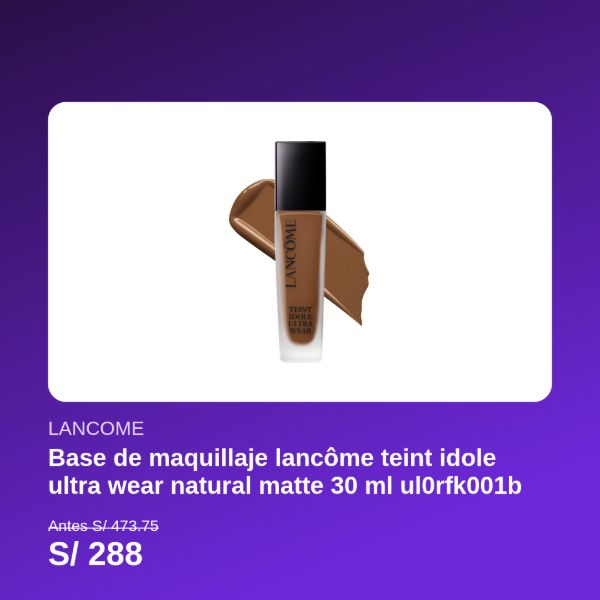 LANCÔME
TEINT
IDOLE
ULTRA
WEAR
LANCOME
Base de maquillaje lancôme teint idole
ultra wear natural matte 30 ml ul0rfk001b
Antes S/ 473.75
S/ 288